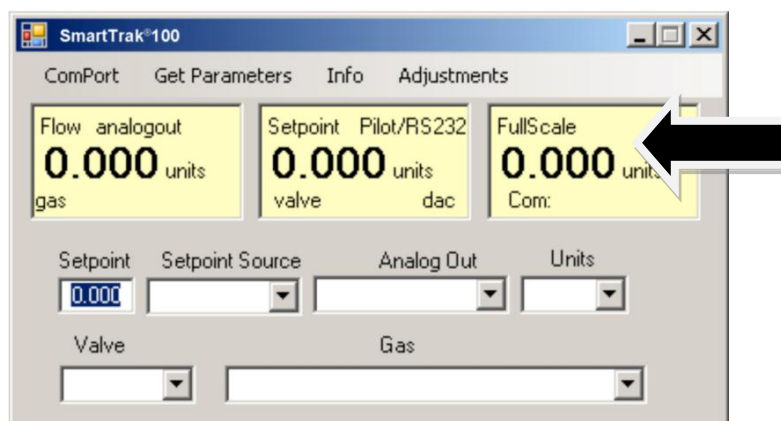 SmartTrak®100
ComPort Get Parameters Info Adjustments
Flow analogout
0.000 units
gas
Setpoint Pilot/RS232
0.000 units
valve dac
FullScale
0.000 units
Com:
Setpoint Setpoint Source Analog Out Units
0.000
Valve Gas